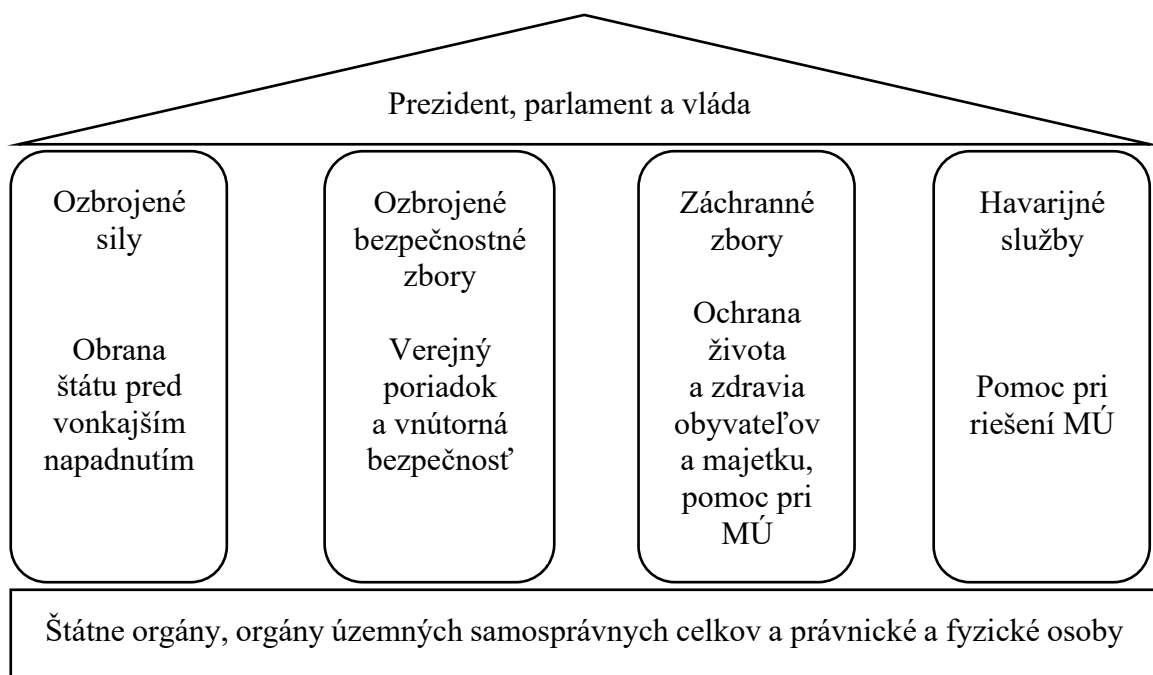 Prezident, parlament a vláda
Ozbrojené
sily
Obrana
štátu pred
vonkajším
napadnutím
Ozbrojené
bezpečnostné
zbory
Verejný
poriadok
a vnútorná
bezpečnosť
Záchranné
zbory
Ochrana
života
a zdravia
obyvateľov
a majetku,
pomoc pri
MÚ
Havarijné
služby
Pomoc pri
riešení MÚ
Štátne orgány, orgány územných samosprávnych celkov a právnické a fyzické osoby